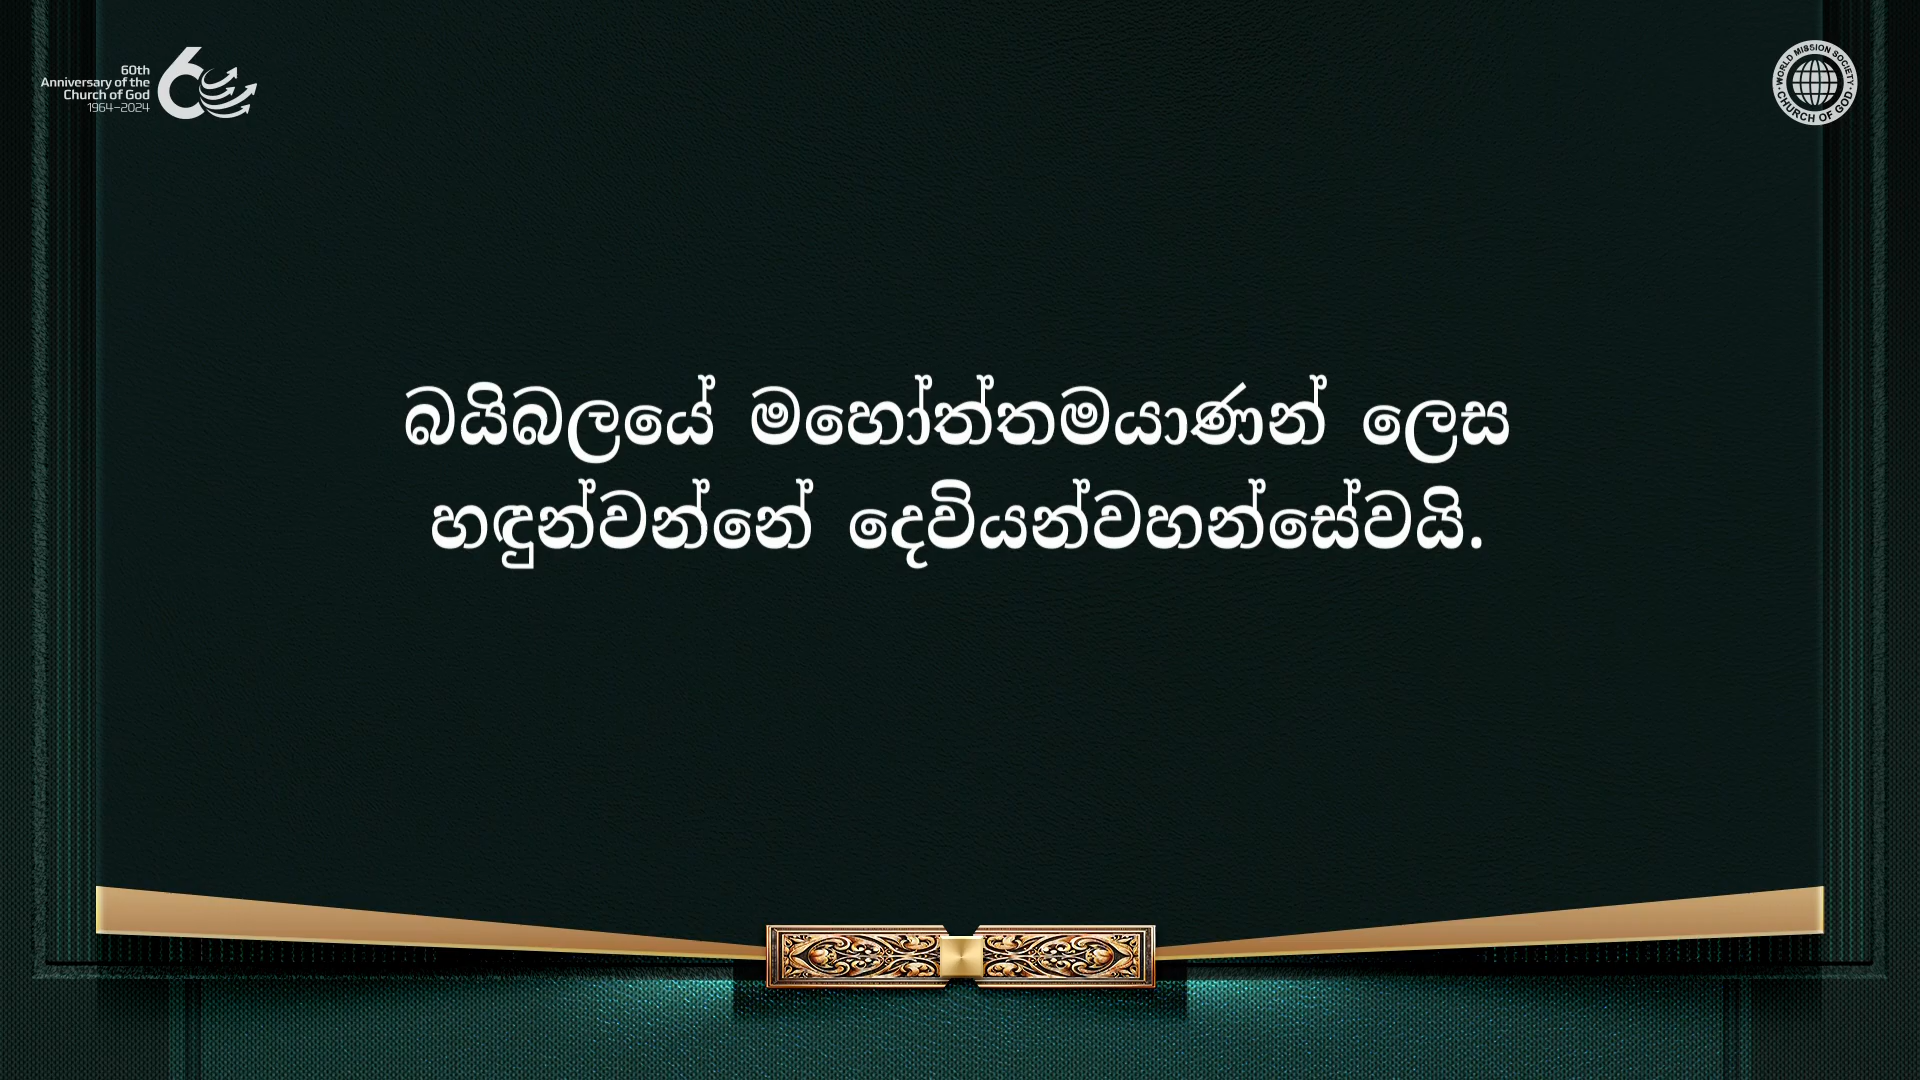 60th
Anniversary of the
Church of God
1964–2024
WORLD MISSION SOCIETY
CHURCH OF GOD
බයිබලයේ මහෝත්තමයාණන් ලෙස
හඳුන්වන්නේ දෙවියන්වහන්සේවයි.